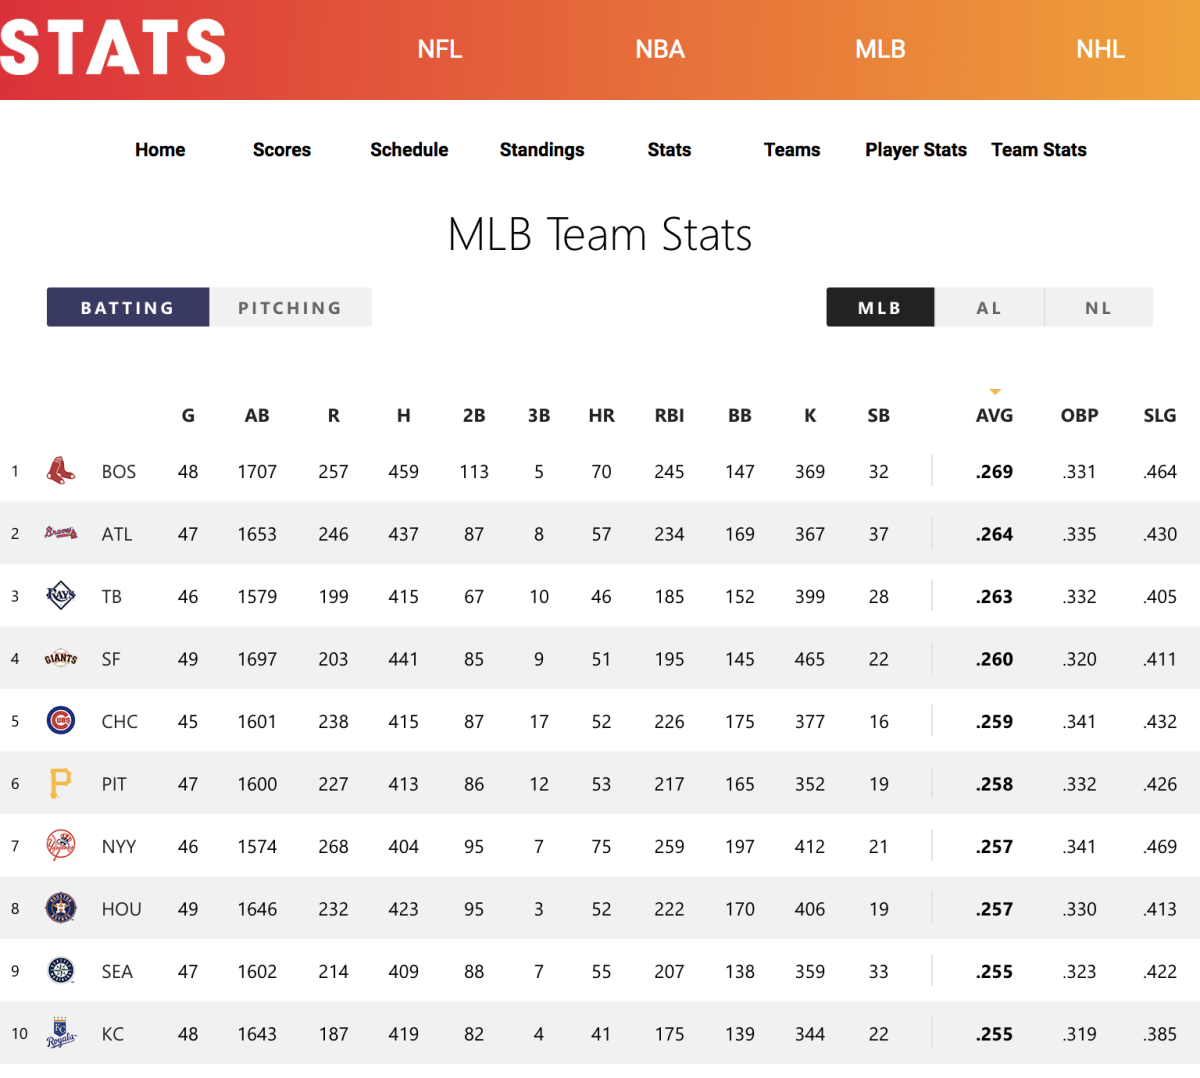 STATS NFL NBA MLB NHL
Home Scores Schedule Standings Stats Teams Player Stats Team Stats
MLB Team Stats
BATTING PITCHING MLB AL NL
G AB R H 2B 3B HR RBI BB K SB AVG OBP SLG
1 BOS 48 1707 257 459 113 5 70 245 147 369 32 .269 .331 .464
2 Braves ATL 47 1653 246 437 87 8 57 234 169 367 37 .264 .335 .430
3 RAYS TB 46 1579 199 415 67 10 46 185 152 399 28 .263 .332 .405
4 GIANTS SF 49 1697 203 441 85 9 51 195 145 465 22 .260 .320 .411
5 CUBS CHC 45 1601 238 415 87 17 52 226 175 377 16 .259 .341 .432
6 P PIT 47 1600 227 413 86 12 53 217 165 352 19 .258 .332 .426
7 NYY 46 1574 268 404 95 7 75 259 197 412 21 .257 .341 .469
8 H HOU 49 1646 232 423 95 3 52 222 170 406 19 .257 .330 .413
9 SEA 47 1602 214 409 88 7 55 207 138 359 33 .255 .323 .422
10 KC Royals KC 48 1643 187 419 82 4 41 175 139 344 22 .255 .319 .385